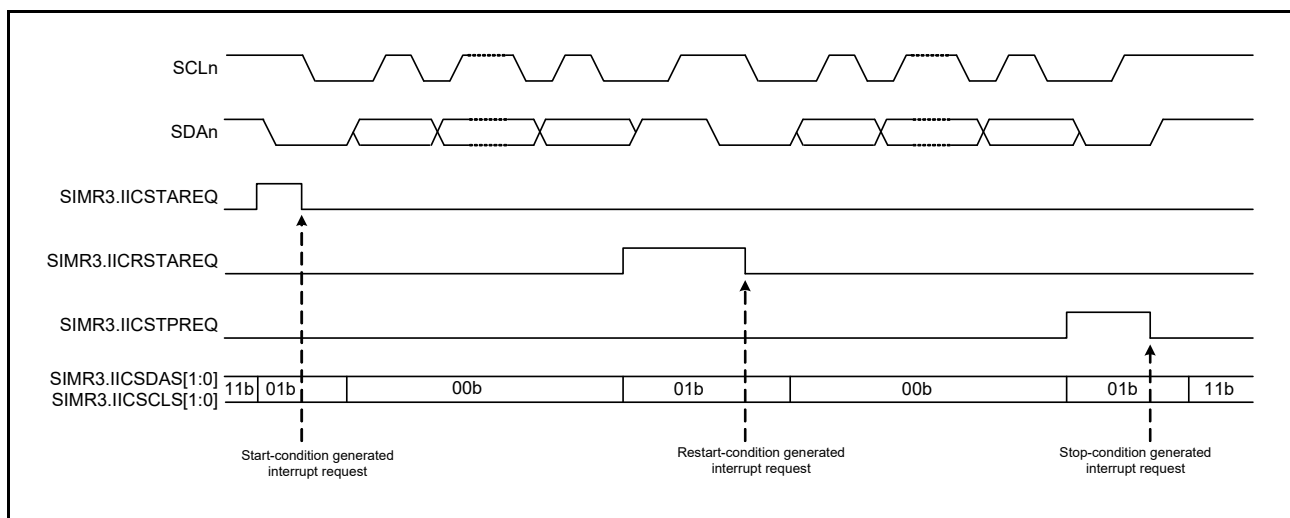 SCLn
SDAn
SIMR3.IICSTAREQ
SIMR3.IICRSTAREQ
SIMR3.IICSTPREQ
SIMR3.IICSDAS[1:0]
SIMR3.IICSCLS[1:0]
11b 01b 00b 01b 00b 01b 11b
Start-condition generated
interrupt request
Restart-condition generated
interrupt request
Stop-condition generated
interrupt request